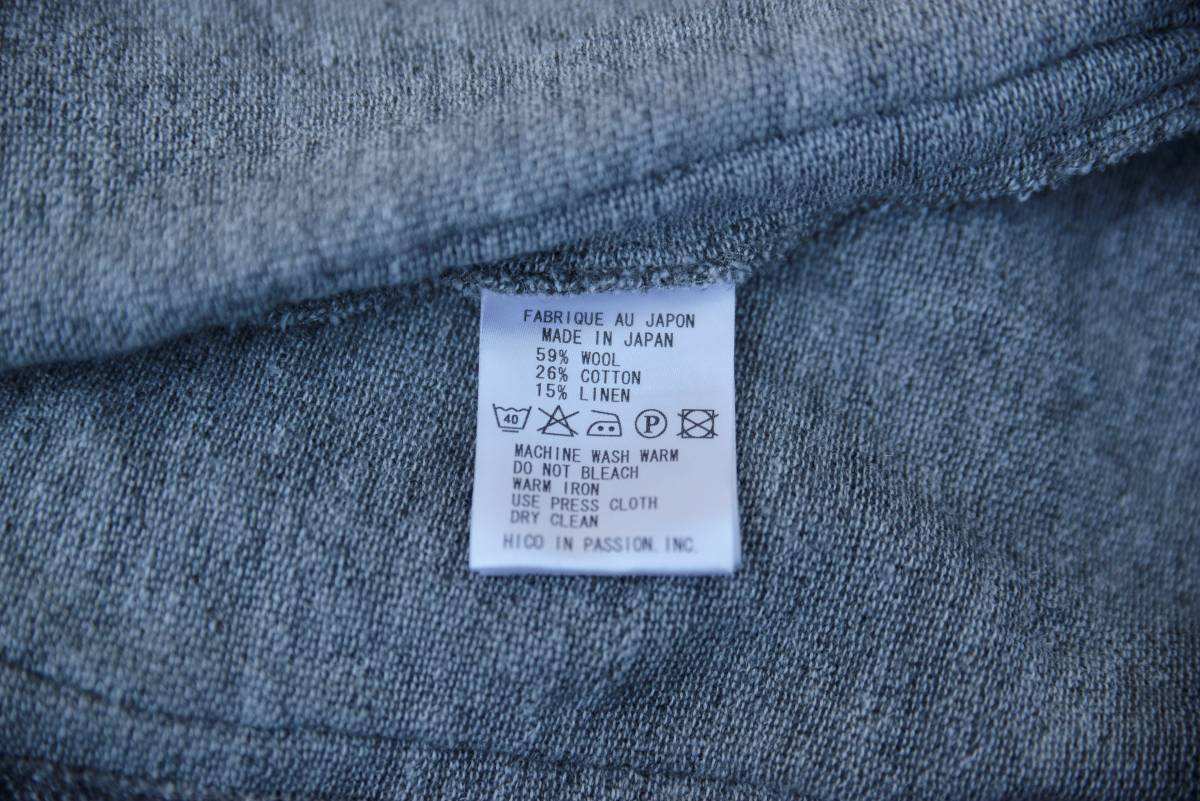 FABRIQUE AU JAPON
MADE IN JAPAN
59% WOOL
26% COTTON
15% LINEN
40 P
MACHINE WASH WARM
DO NOT BLEACH
WARM IRON
USE PRESS CLOTH
DRY CLEAN
HICO IN PASSION. INC.